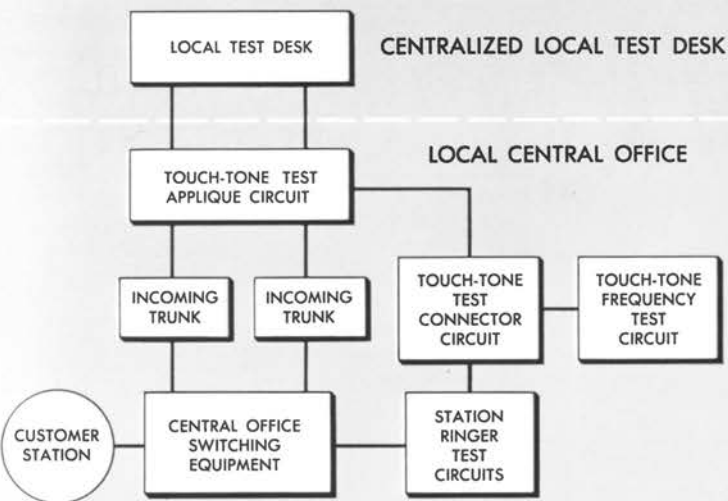 LOCAL TEST DESK
CENTRALIZED LOCAL TEST DESK
LOCAL CENTRAL OFFICE
TOUCH-TONE TEST
APPLIQUE CIRCUIT
INCOMING
TRUNK
INCOMING
TRUNK
TOUCH-TONE
TEST
CONNECTOR
CIRCUIT
TOUCH-TONE
FREQUENCY
TEST
CIRCUIT
CUSTOMER
STATION
CENTRAL OFFICE
SWITCHING
EQUIPMENT
STATION
RINGER
TEST
CIRCUITS